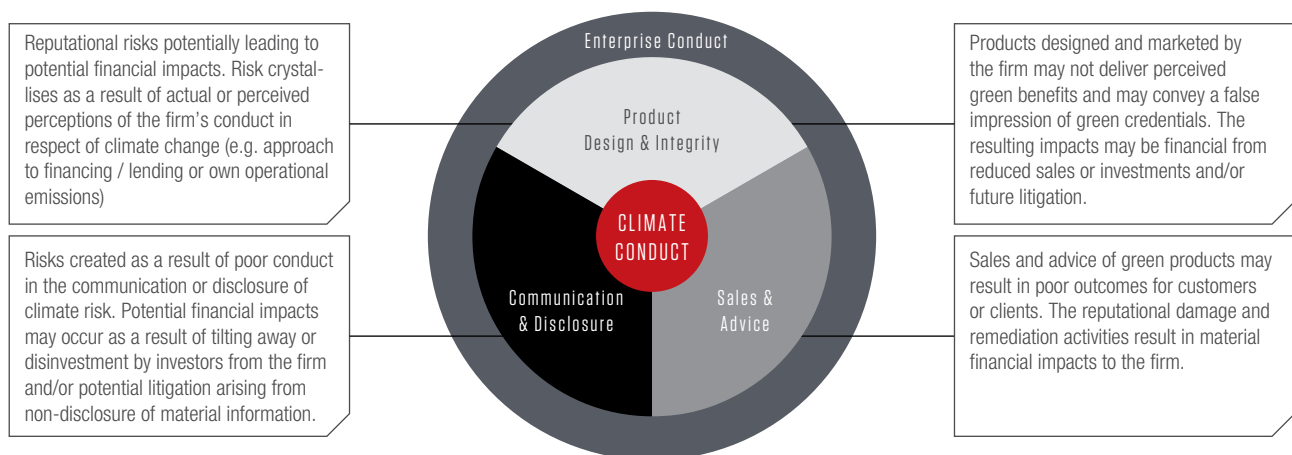 Reputational risks potentially leading to
potential financial impacts. Risk crystal-
lises as a result of actual or perceived
perceptions of the firm's conduct in
respect of climate change (e.g. approach
to financing / lending or own operational
emissions)
Risks created as a result of poor conduct
in the communication or disclosure of
climate risk. Potential financial impacts
may occur as a result of tilting away or
disinvestment by investors from the firm
and/or potential litigation arising from
non-disclosure of material information.
Enterprise Conduct
Product
Design & Integrity
CLIMATE
CONDUCT
Communication
& Disclosure
Sales &
Advice
Products designed and marketed by
the firm may not deliver perceived
green benefits and may convey a false
impression of green credentials. The
resulting impacts may be financial from
reduced sales or investments and/or
future litigation.
Sales and advice of green products may
result in poor outcomes for customers
or clients. The reputational damage and
remediation activities result in material
financial impacts to the firm.